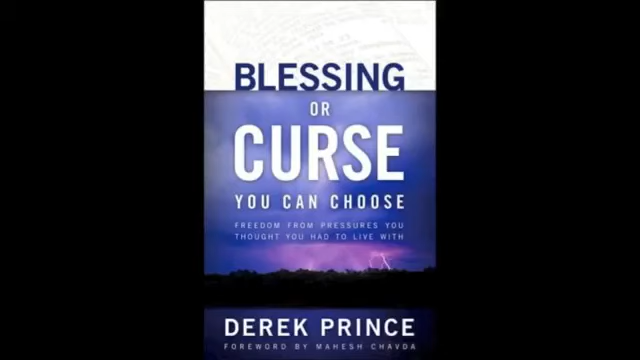 BLESSING
OR
CURSE
YOU CAN CHOOSE
FREEDOM FROM PRESSURES YOU
THOUGHT YOU HAD TO LIVE WITH
DEREK PRINCE
FOREWORD BY MAHESH CHAVDA